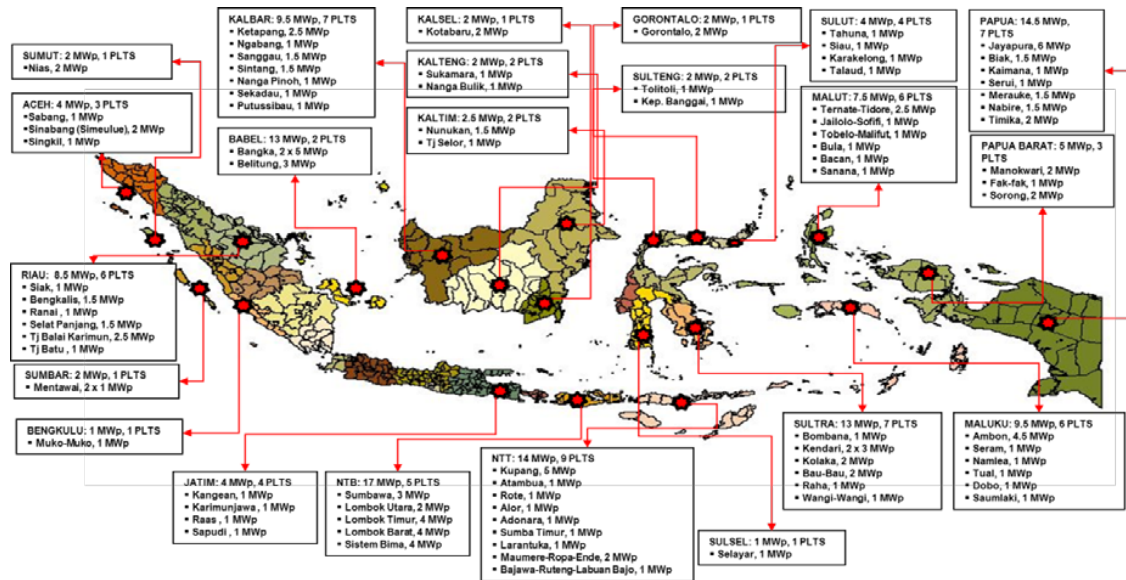 SUMUT: 2 MWp, 1 PLTS
Nias, 2 MWp
ACEH: 4 MWp, 3 PLTS
Sabang, 1 MWp
Sinabang (Simeulue), 2 MWp
Singkil, 1 MWp
KALBAR: 9.5 MWp, 7 PLTS
Ketapang, 2.5 MWp
Ngabang, 1 MWp
Sanggau, 1.5 MWp
Sintang, 1.5 MWp
Nanga Pinoh, 1 MWp
Sekadau, 1 MWp
Putussibau, 1 MWp
BABEL: 13 MWp, 2 PLTS
Bangka, 2 x 5 MWp
Belitung, 3 MWp
KALSEL: 2 MWp, 1 PLTS
Kotabaru, 2 MWp
KALTENG: 2 MWp, 2 PLTS
Sukamara, 1 MWp
Nanga Bulik, 1 MWp
KALTIM: 2.5 MWp, 2 PLTS
Nunukan, 1.5 MWp
Tj Selor, 1 MWp
GORONTALO: 2 MWp, 1 PLTS
Gorontalo, 2 MWp
SULTENG: 2 MWp, 2 PLTS
Tolitoli, 1 MWp
Kep. Banggai, 1 MWp
SULUT: 4 MWp, 4 PLTS
Tahuna, 1 MWp
Siau, 1 MWp
Karakelong, 1 MWp
Talaud, 1 MWp
MALUT: 7.5 MWp, 6 PLTS
Ternate-Tidore, 2.5 MWp
Jailolo-Sofifi, 1 MWp
Tobelo-Malifut, 1 MWp
Bula, 1 MWp
Bacan, 1 MWp
Sanana, 1 MWp
PAPUA: 14.5 MWp,
7 PLTS
Jayapura, 6 MWp
Biak, 1.5 MWp
Kaimana, 1 MWp
Serui, 1 MWp
Merauke, 1.5 MWp
Nabire, 1.5 MWp
Timika, 2 MWp
PAPUA BARAT: 5 MWp, 3
PLTS
Manokwari, 2 MWp
Fak-fak, 1 MWp
Sorong, 2 MWp
RIAU: 8.5 MWp, 6 PLTS
Siak, 1 MWp
Bengkalis, 1.5 MWp
Ranai , 1 MWp
Selat Panjang, 1.5 MWp
Tj Balai Karimun, 2.5 MWp
Tj Batu , 1 MWp
SUMBAR: 2 MWp, 1 PLTS
Mentawai, 2 x 1 MWp
BENGKULU: 1 MWp, 1 PLTS
Muko-Muko, 1 MWp
JATIM: 4 MWp, 4 PLTS
Kangean, 1 MWp
Karimunjawa, 1 MWp
Raas , 1 MWp
Sapudi , 1 MWp
NTB: 17 MWp, 5 PLTS
Sumbawa, 3 MWp
Lombok Utara, 2 MWp
Lombok Timur, 4 MWp
Lombok Barat, 4 MWp
Sistem Bima, 4 MWp
NTT: 14 MWp, 9 PLTS
Kupang, 5 MWp
Atambua, 1 MWp
Rote, 1 MWp
Alor, 1 MWp
Adonara, 1 MWp
Sumba Timur, 1 MWp
Larantuka, 1 MWp
Maumere-Ropa-Ende, 2 MWp
Bajawa-Ruteng-Labuan Bajo, 1 MWp
SULSEL: 1 MWp, 1 PLTS
Selayar, 1 MWp
SULTRA: 13 MWp, 7 PLTS
Bombana, 1 MWp
Kendari, 2 x 3 MWp
Kolaka, 2 MWp
Bau-Bau, 2 MWp
Raha, 1 MWp
Wangi-Wangi, 1 MWp
MALUKU: 9.5 MWp, 6 PLTS
Ambon, 4.5 MWp
Seram, 1 MWp
Namlea, 1 MWp
Tual, 1 MWp
Dobo, 1 MWp
Saumlaki, 1 MWp